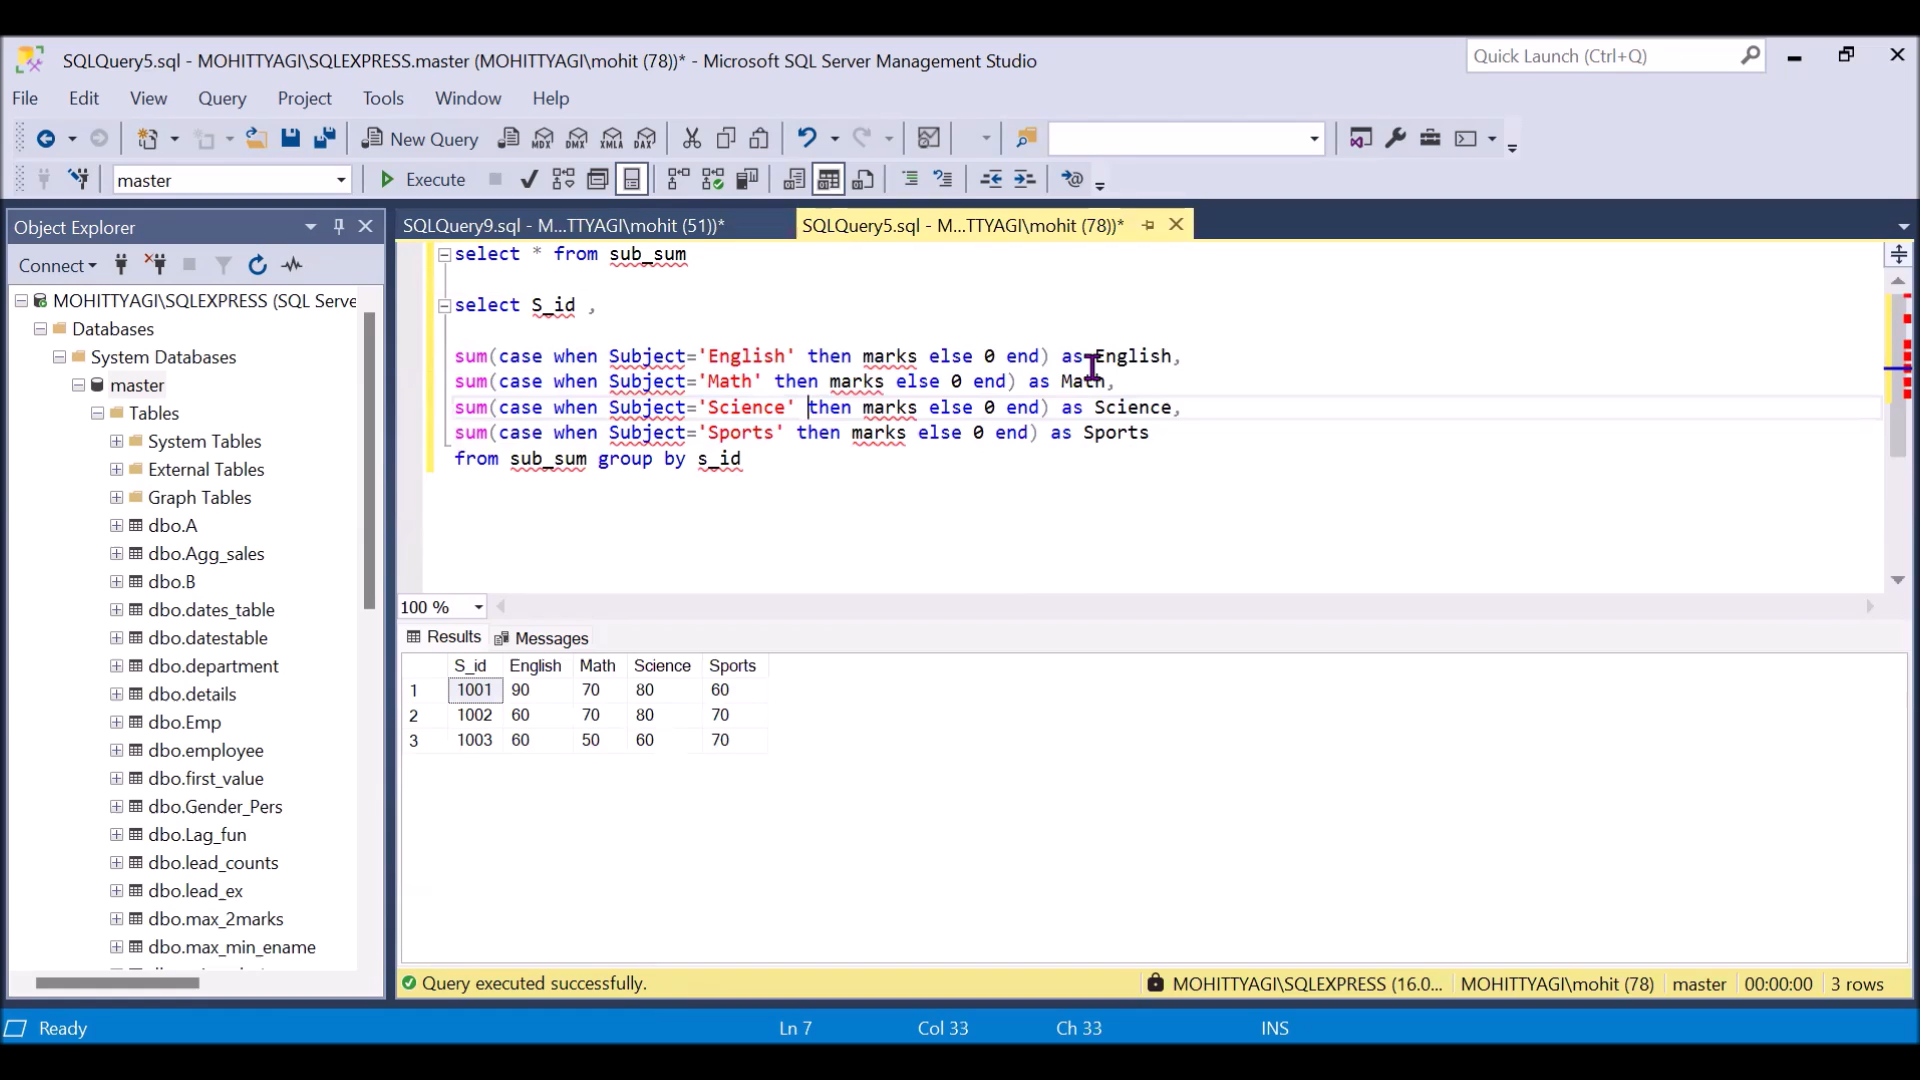 SQLQuery5.sql - MOHITTYAGI\SQLEXPRESS.master (MOHITTYAGI\mohit (78))* - Microsoft SQL Server Management Studio
Quick Launch (Ctrl+Q)
File Edit View Query Project Tools Window Help
New Query MDX DMX XMLA DAX
master Execute
Object Explorer
SQLQuery9.sql - M...TTYAGI\mohit (51))* SQLQuery5.sql - M...TTYAGI\mohit (78))*
Connect
MOHITTYAGI\SQLEXPRESS (SQL Serve
Databases
System Databases
master
Tables
System Tables
External Tables
Graph Tables
dbo.A
dbo.Agg_sales
dbo.B
dbo.dates_table
dbo.datestable
dbo.department
dbo.details
dbo.Emp
dbo.employee
dbo.first_value
dbo.Gender_Pers
dbo.Lag_fun
dbo.lead_counts
dbo.lead_ex
dbo.max_2marks
dbo.max_min_ename
select * from sub_sum
select S_id ,
sum(case when Subject='English' then marks else 0 end) as English,
sum(case when Subject='Math' then marks else 0 end) as Math,
sum(case when Subject='Science' then marks else 0 end) as Science,
sum(case when Subject='Sports' then marks else 0 end) as Sports
from sub_sum group by s_id
100 %
Results Messages
S_id English Math Science Sports
1 1001 90 70 80 60
2 1002 60 70 80 70
3 1003 60 50 60 70
Query executed successfully. MOHITTYAGI\SQLEXPRESS (16.0... MOHITTYAGI\mohit (78) master 00:00:00 3 rows
Ready Ln 7 Col 33 Ch 33 INS